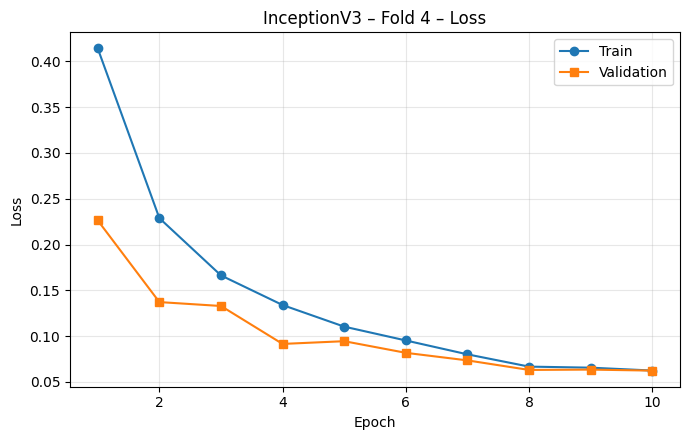 InceptionV3 – Fold 4 – Loss
Train
Validation
Loss
0.40
0.35
0.30
0.25
0.20
0.15
0.10
0.05
2 4 6 8 10
Epoch